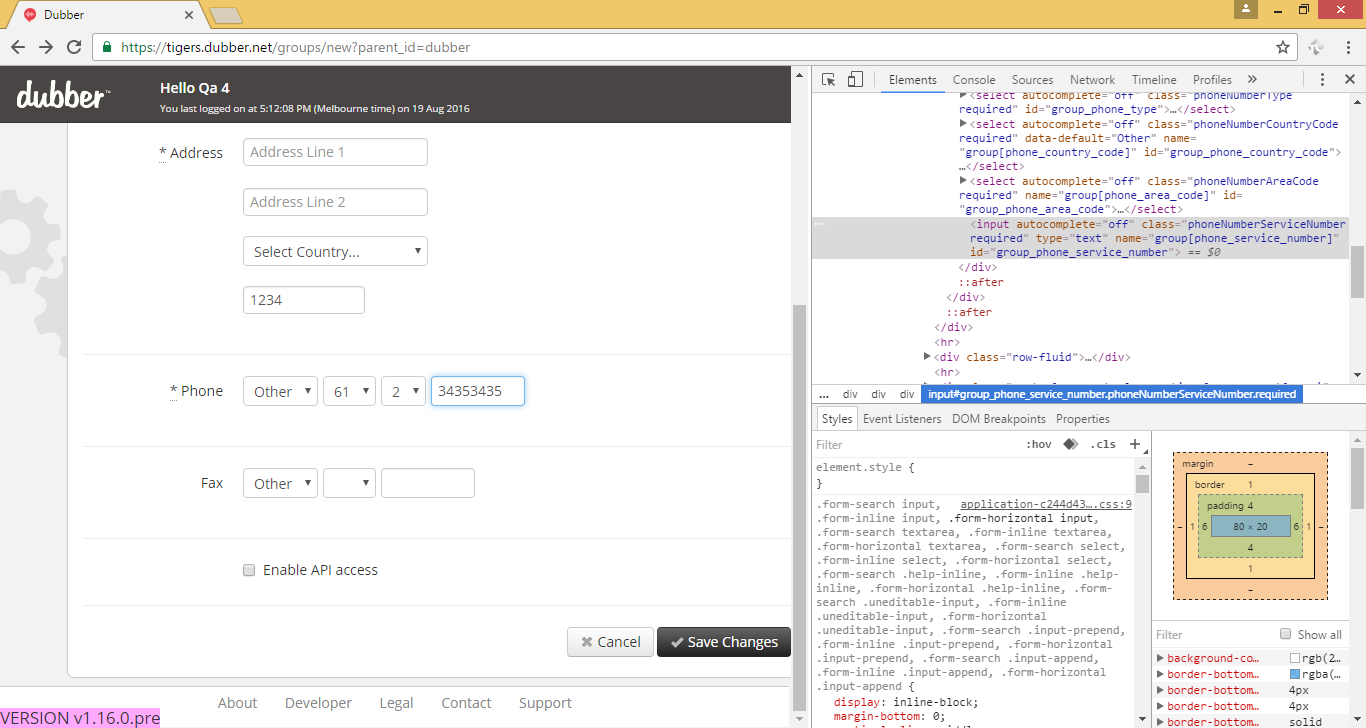 Dubber
https://tigers.dubber.net/groups/new?parent_id=dubber
dubber™
Hello Qa 4
You last logged on at 5:12:08 PM (Melbourne time) on 19 Aug 2016
* Address
Address Line 1
Address Line 2
Select Country...
1234
* Phone
Other
61
2
34353435
Fax
Other
Enable API access
Cancel
Save Changes
About
Developer
Legal
Contact
Support
VERSION v1.16.0.pre
Elements
Console
Sources
Network
Timeline
Profiles
»
<select autocomplete="off" class="phoneNumberType
required" id="group_phone_type">…</select>
<select autocomplete="off" class="phoneNumberCountryCode
required" data-default="Other" name=
"group[phone_country_code]" id="group_phone_country_code">
…</select>
<select autocomplete="off" class="phoneNumberAreaCode
required" name="group[phone_area_code]" id=
"group_phone_area_code">…</select>
<input autocomplete="off" class="phoneNumberServiceNumber
required" type="text" name="group[phone_service_number]"
id="group_phone_service_number"> == $0
</div>
::after
</div>
::after
</div>
<hr>
<div class="row-fluid">…</div>
<hr>
...
div
div
div
input#group_phone_service_number.phoneNumberServiceNumber.required
Styles
Event Listeners
DOM Breakpoints
Properties
Filter
:hov
.cls
+
element.style {
}
.form-search input,
application-c244d43….css:9
.form-inline input, .form-horizontal input,
.form-search textarea, .form-inline textarea,
.form-horizontal textarea, .form-search select,
.form-inline select, .form-horizontal select,
.form-search .help-inline, .form-inline .help-
inline, .form-horizontal .help-inline, .form-
search .uneditable-input, .form-inline
.uneditable-input, .form-horizontal
.uneditable-input, .form-search .input-prepend,
.form-inline .input-prepend, .form-horizontal
.input-prepend, .form-search .input-append,
.form-inline .input-append, .form-horizontal
.input-append {
display: inline-block;
margin-bottom: 0;
margin
–
border
1
padding 4
– 1 6 80 × 20 6 1 –
4
1
–
Filter
Show all
background-co…
rgb(2…
border-bottom…
rgba(…
border-bottom…
4px
border-bottom…
4px
border-bottom…
solid